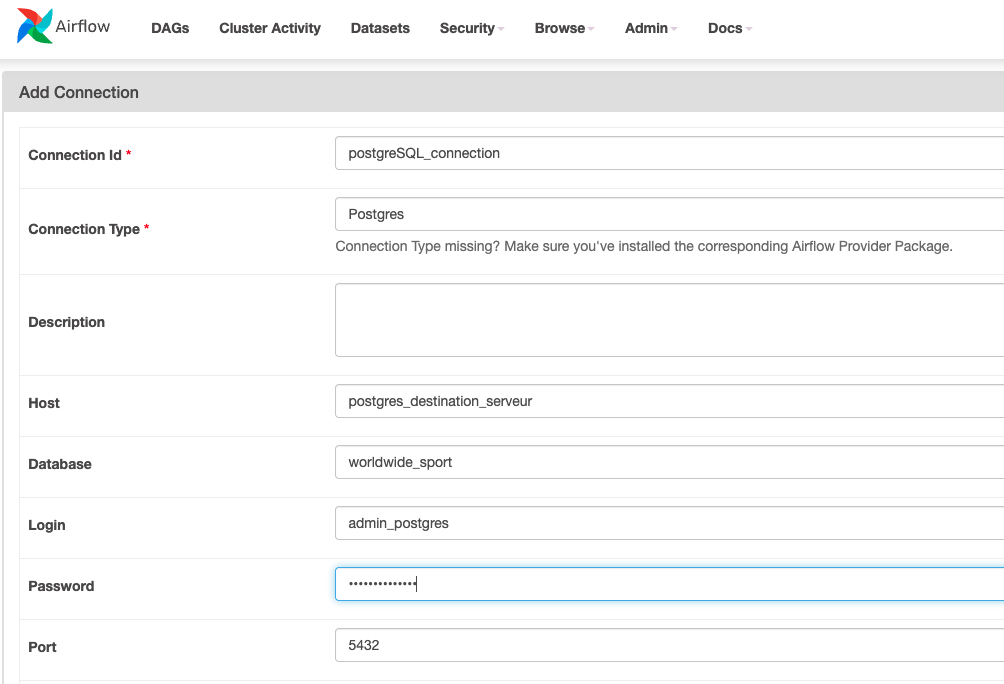 Airflow DAGs Cluster Activity Datasets Security Browse Admin Docs
Add Connection
Connection Id * postgreSQL_connection
Connection Type * Postgres
Connection Type missing? Make sure you've installed the corresponding Airflow Provider Package.
Description
Host postgres_destination_serveur
Database worldwide_sport
Login admin_postgres
Password ••••••••••••••
Port 5432